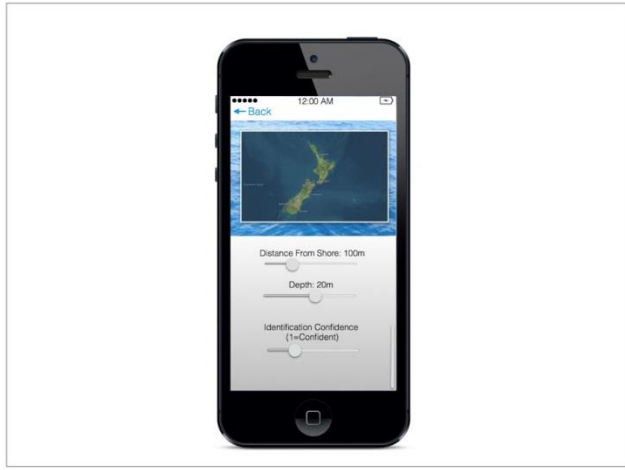 12:00 AM
Back
Distance From Shore: 100m
Depth: 20m
Identification Confidence
(1=Confident)